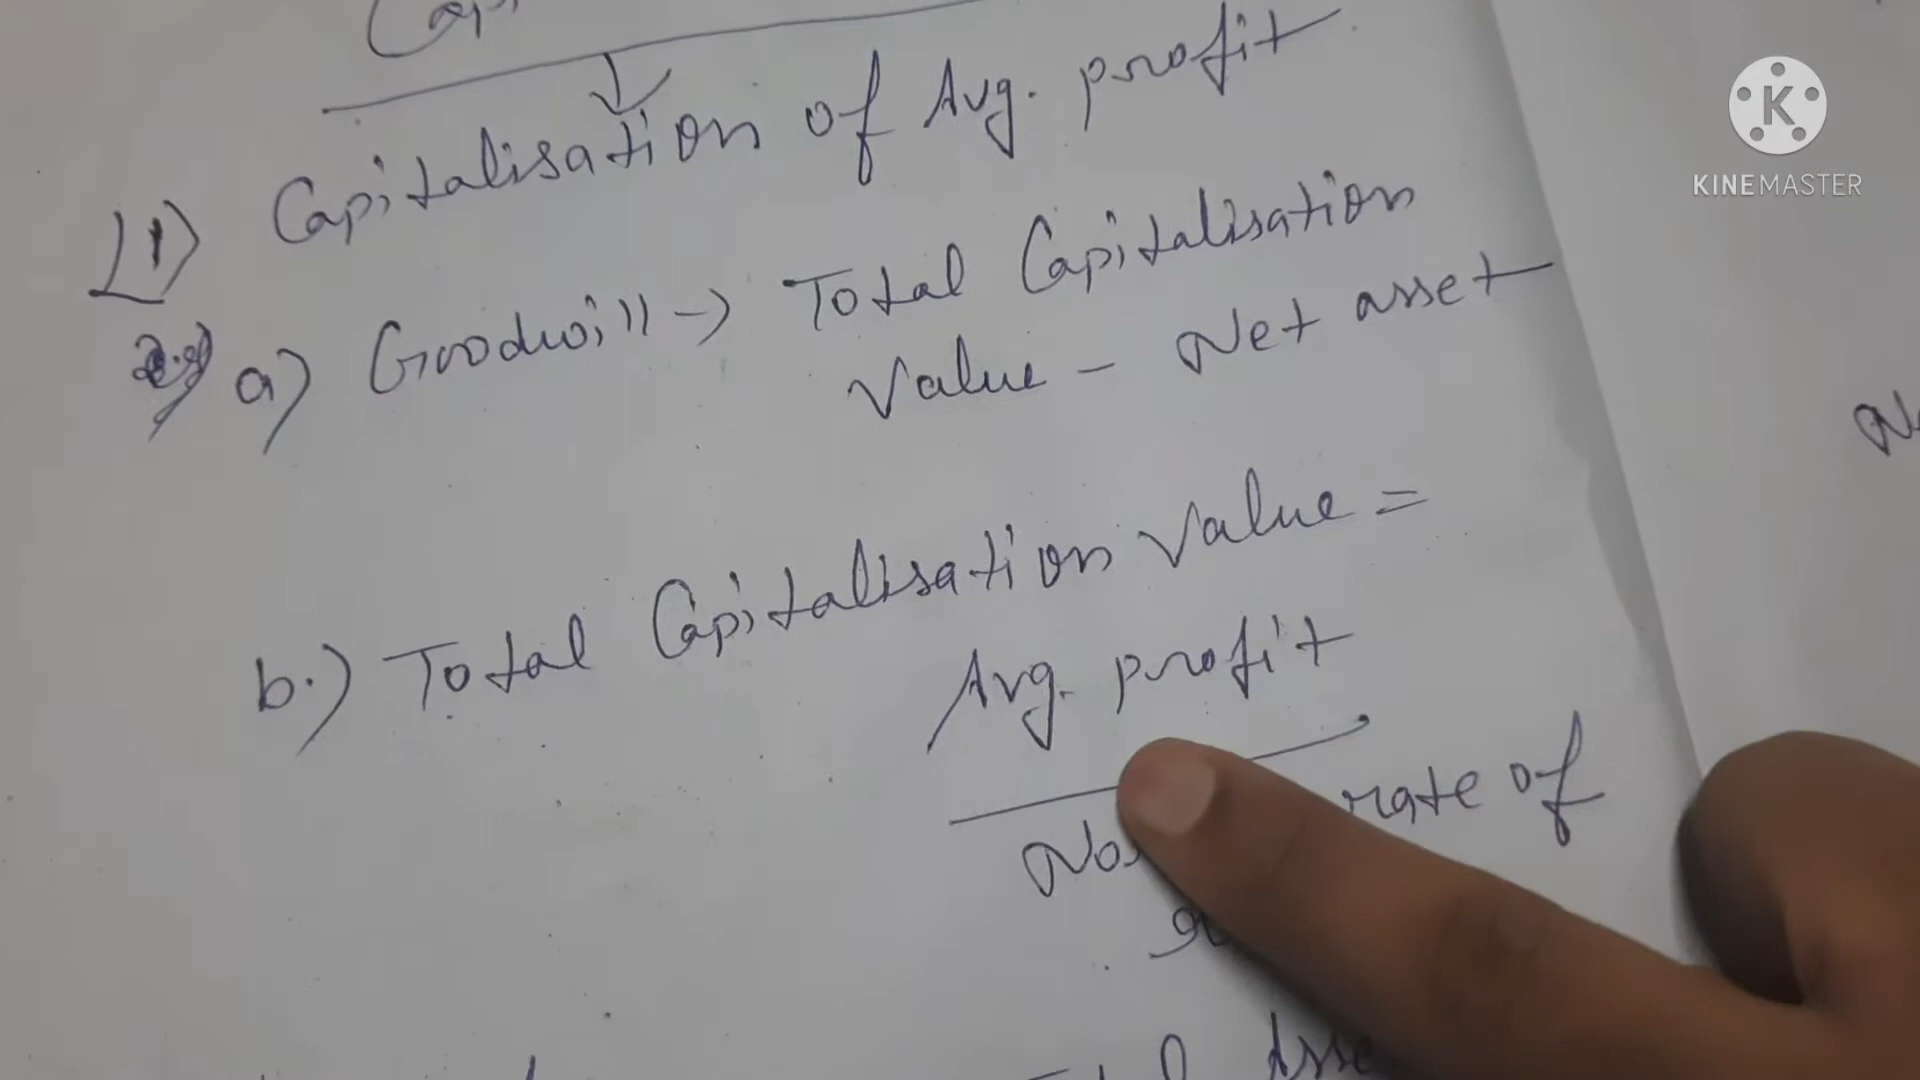 (1) Capitalisation of Avg. profit
a) Goodwill → Total Capitalisation
Value - Net asset
b.) Total Capitalisation Value =
Avg. profit
rate of
KINEMASTER